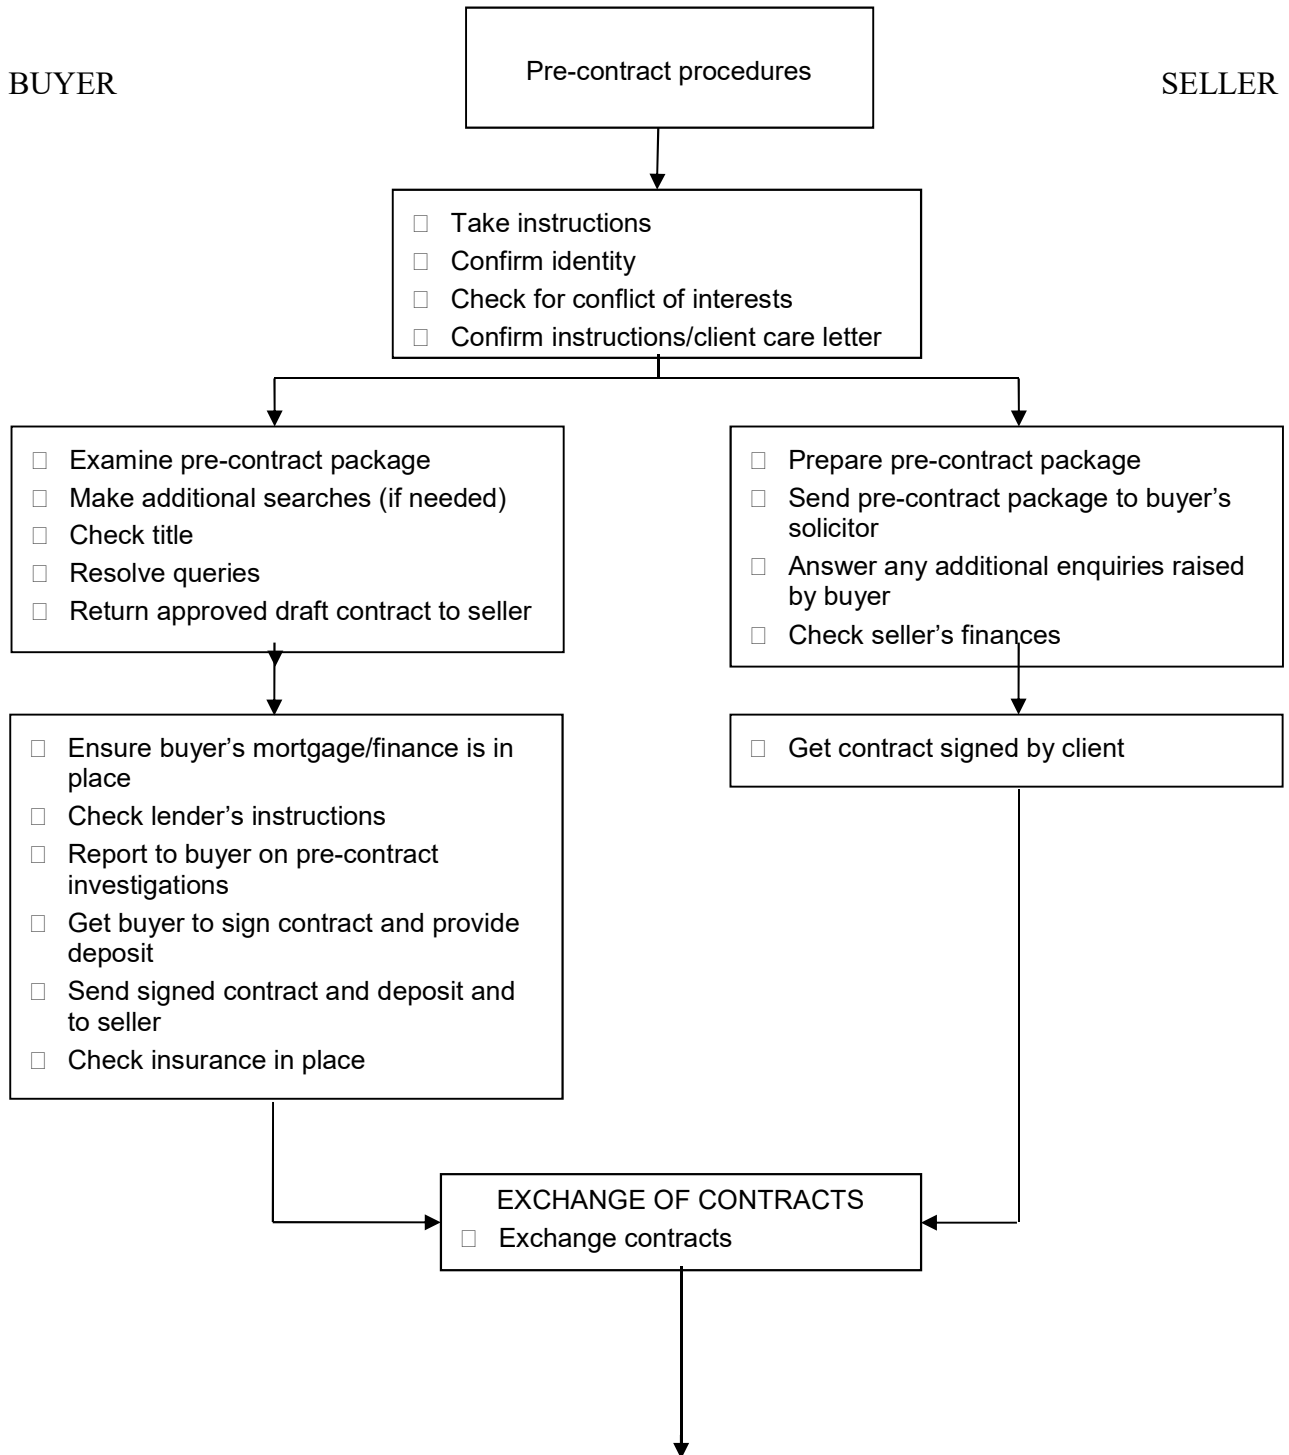 Pre-contract procedures
BUYER
SELLER
Take instructions
Confirm identity
Check for conflict of interests
Confirm instructions/client care letter
Examine pre-contract package
Make additional searches (if needed)
Check title
Resolve queries
Return approved draft contract to seller
Prepare pre-contract package
Send pre-contract package to buyer's
solicitor
Answer any additional enquiries raised
by buyer
Check seller's finances
Ensure buyer's mortgage/finance is in
place
Check lender's instructions
Report to buyer on pre-contract
investigations
Get buyer to sign contract and provide
deposit
Send signed contract and deposit and
to seller
Check insurance in place
Get contract signed by client
EXCHANGE OF CONTRACTS
Exchange contracts